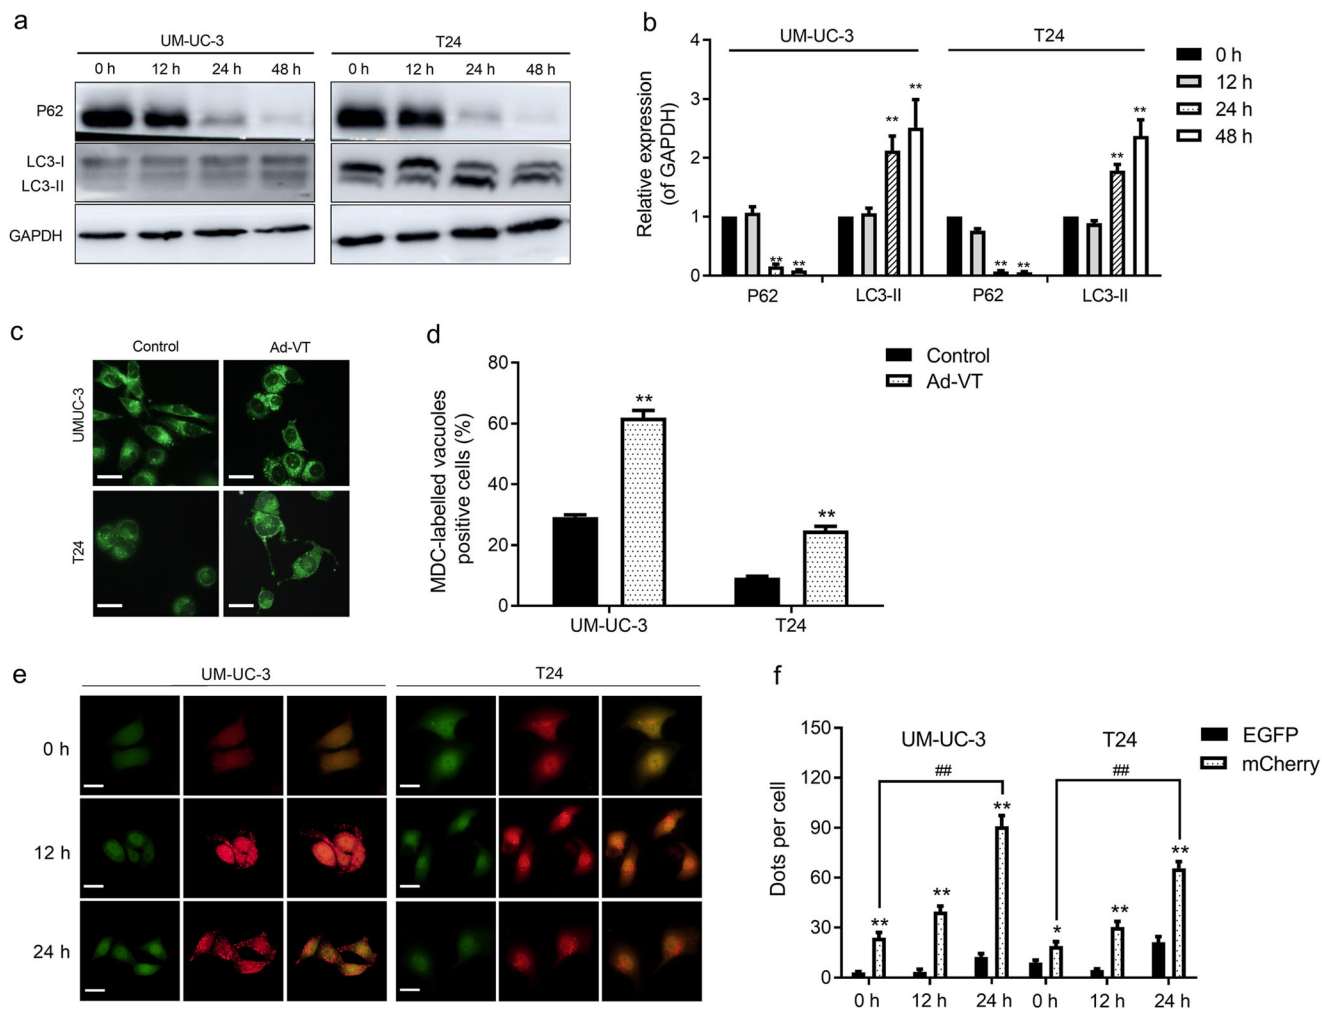 a
UM-UC-3
T24
0 h 12 h 24 h 48 h
0 h 12 h 24 h 48 h
P62
LC3-I
LC3-II
GAPDH
b
UM-UC-3
T24
Relative expression
(of GAPDH)
4
3
2
1
0
** ** ** ** ** ** ** **
P62 LC3-II P62 LC3-II
0 h
12 h
24 h
48 h
c
Control Ad-VT
UMUC-3
T24
d
Control
Ad-VT
MDC-labelled vacuoles
positive cells (%)
80
60
40
20
0
**
**
UM-UC-3 T24
e
UM-UC-3 T24
0 h
12 h
24 h
f
EGFP
mCherry
UM-UC-3 T24
Dots per cell
150
120
90
60
30
0
## ##
** ** ** * ** **
0 h 12 h 24 h 0 h 12 h 24 h